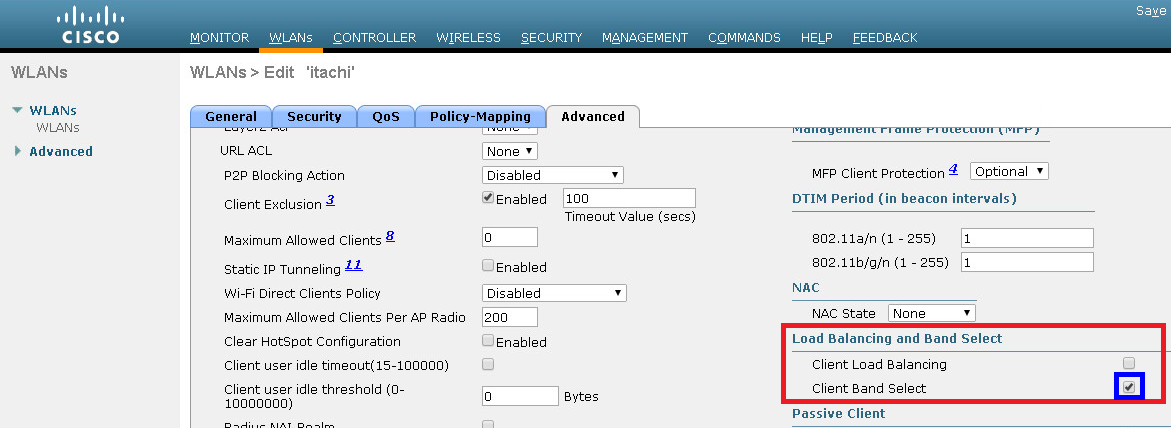 Save
CISCO
MONITOR WLANs CONTROLLER WIRELESS SECURITY MANAGEMENT COMMANDS HELP FEEDBACK
WLANs
WLANs > Edit 'itachi'
WLANs
WLANs
Advanced
General Security QoS Policy-Mapping Advanced
Layer2 Acl None
URL ACL None
P2P Blocking Action Disabled
Client Exclusion 3 Enabled 100
Timeout Value (secs)
Maximum Allowed Clients 8 0
Static IP Tunneling 11 Enabled
Wi-Fi Direct Clients Policy Disabled
Maximum Allowed Clients Per AP Radio 200
Clear HotSpot Configuration Enabled
Client user idle timeout(15-100000)
Client user idle threshold (0-
10000000) 0 Bytes
Radius NAI-Realm
Management Frame Protection (MFP)
MFP Client Protection 4 Optional
DTIM Period (in beacon intervals)
802.11a/n (1 - 255) 1
802.11b/g/n (1 - 255) 1
NAC
NAC State None
Load Balancing and Band Select
Client Load Balancing
Client Band Select
Passive Client